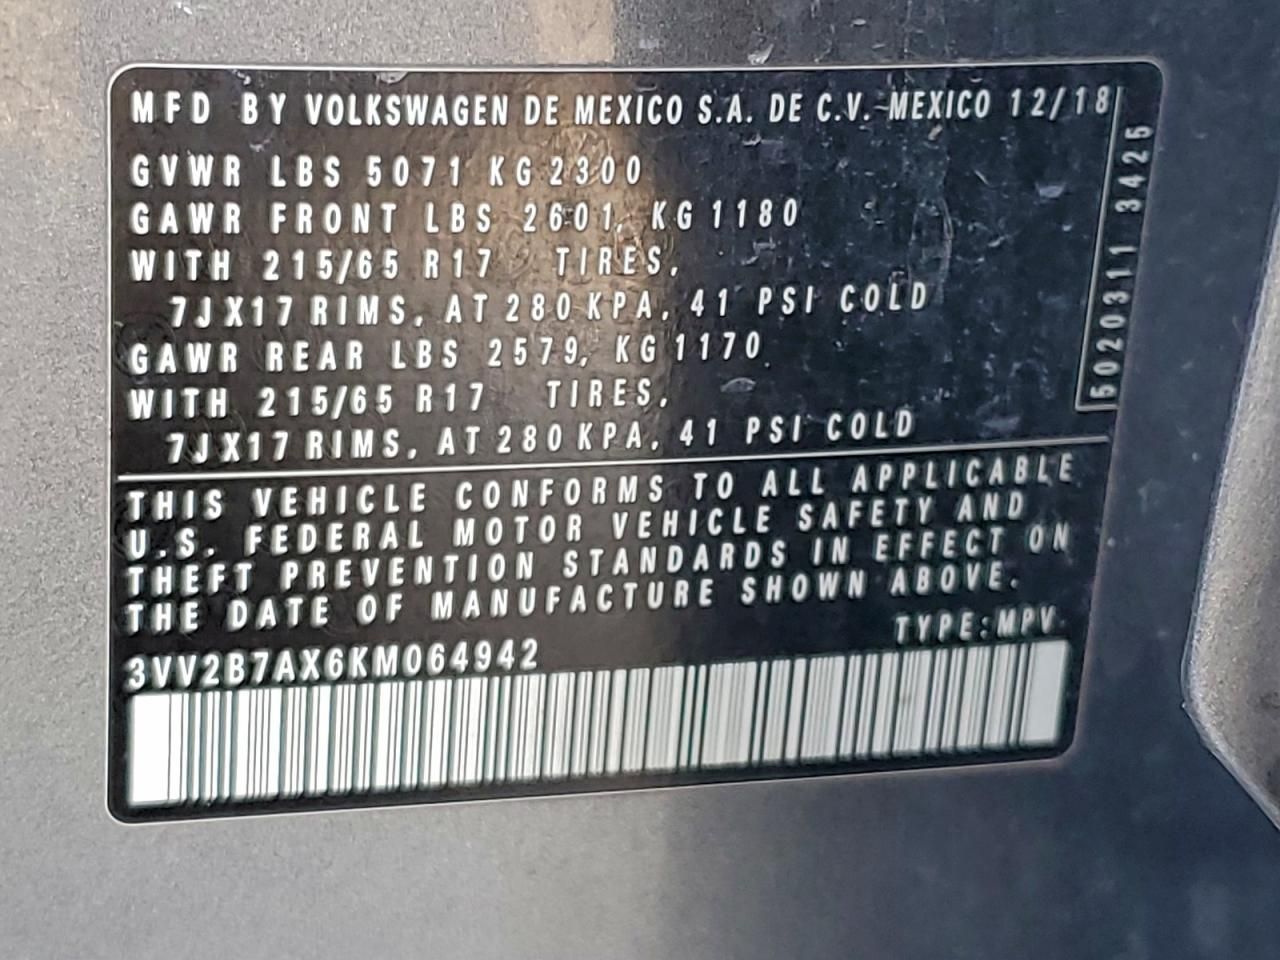 MFD BY VOLKSWAGEN DE MEXICO S.A. DE C.V.-MEXICO 12/18
GVWR LBS 5071 KG 2300
GAWR FRONT LBS 2601, KG 1180
WITH 215/65 R17 TIRES,
7JX17 RIMS, AT 280 KPA, 41 PSI COLD
GAWR REAR LBS 2579, KG 1170
WITH 215/65 R17 TIRES,
7JX17 RIMS, AT 280 KPA, 41 PSI COLD
5020311 3425
THIS VEHICLE CONFORMS TO ALL APPLICABLE
U.S. FEDERAL MOTOR VEHICLE SAFETY AND
THEFT PREVENTION STANDARDS IN EFFECT ON
THE DATE OF MANUFACTURE SHOWN ABOVE.
TYPE:MPV
3VV2B7AX6KM064942